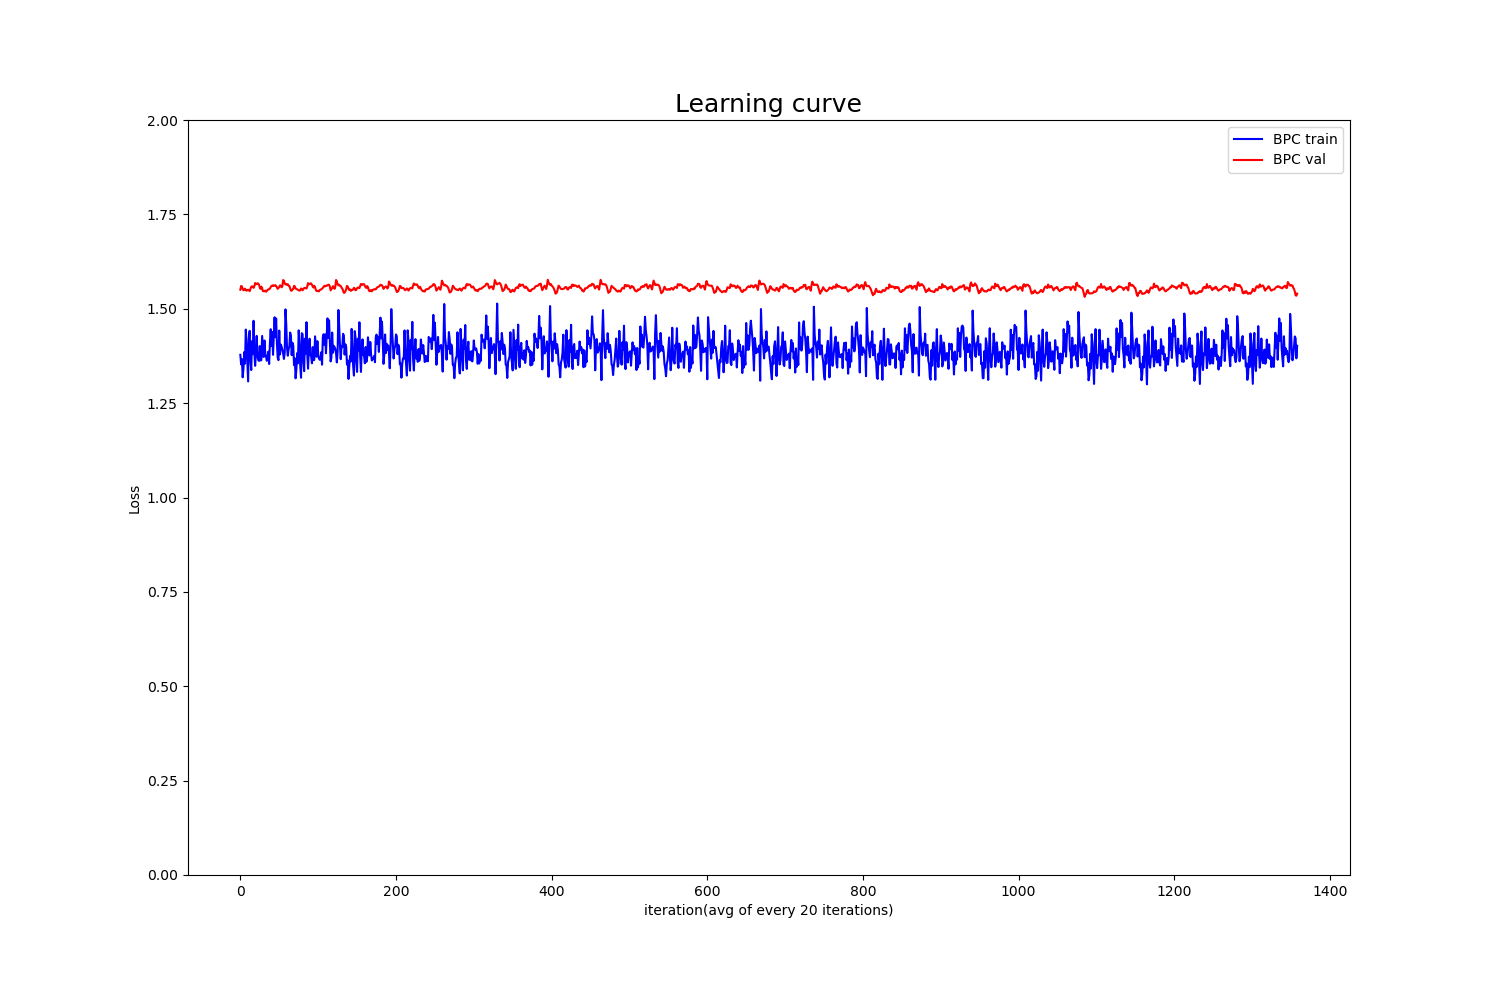 Learning curve
BPC train
BPC val
2.00
1.75
1.50
1.25
1.00
0.75
0.50
0.25
0.00
Loss
0 200 400 600 800 1000 1200 1400
iteration(avg of every 20 iterations)